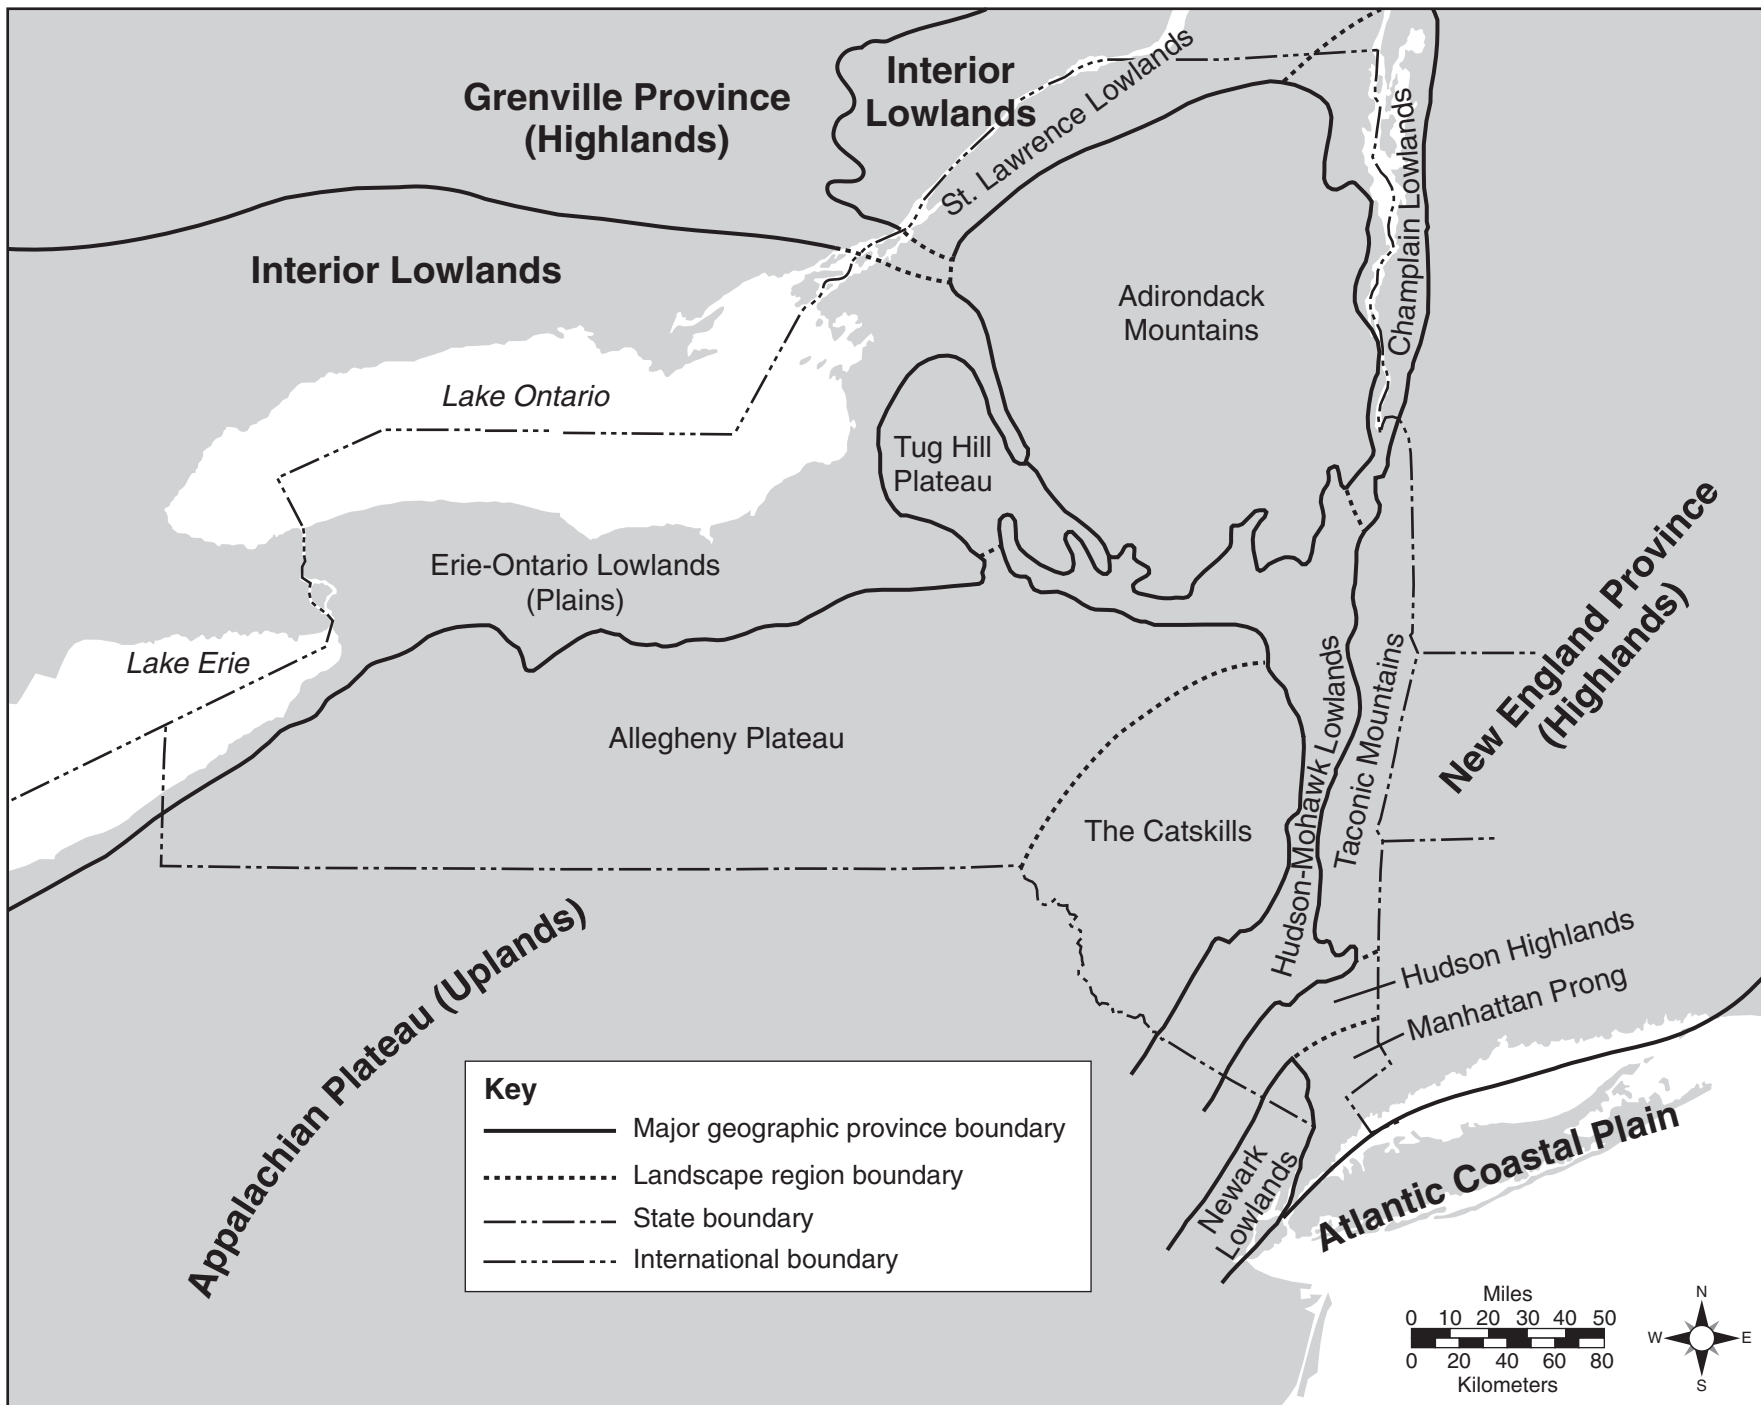 Grenville Province
(Highlands)
Interior
Lowlands
St. Lawrence Lowlands
Champlain Lowlands
Interior Lowlands
Adirondack
Mountains
Lake Ontario
Tug Hill
Plateau
Erie-Ontario Lowlands
(Plains)
Lake Erie
New England Province
(Highlands)
Allegheny Plateau
Hudson-Mohawk Lowlands
Taconic Mountains
The Catskills
Appalachian Plateau (Uplands)
Hudson Highlands
Manhattan Prong
Newark
Lowlands
Atlantic Coastal Plain
Key
Major geographic province boundary
Landscape region boundary
State boundary
International boundary
Miles
0 10 20 30 40 50
0 20 40 60 80
Kilometers
N
W E
S